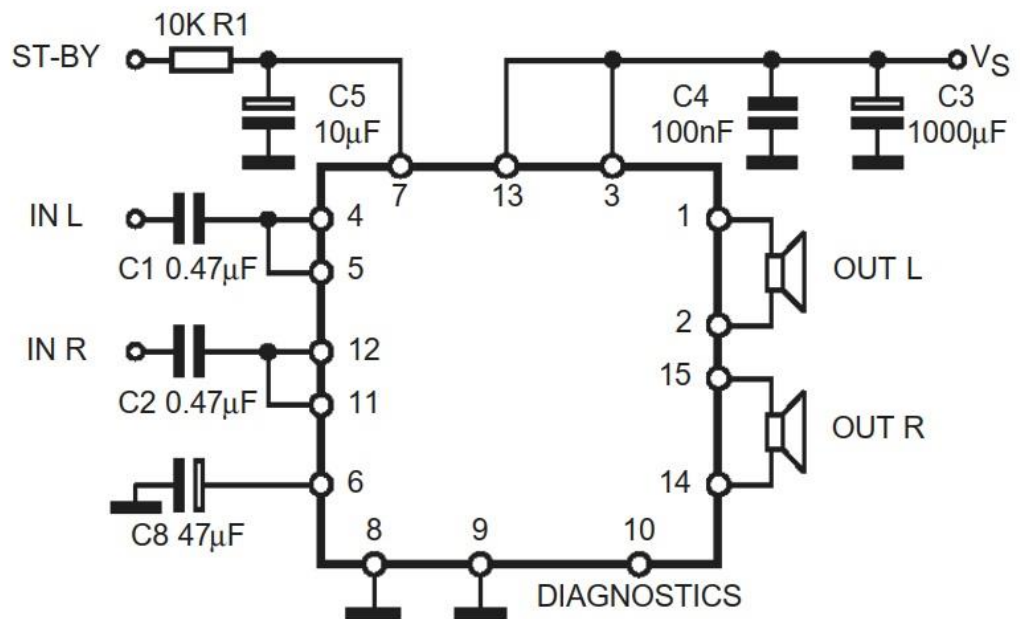 10K R1
ST-BY
C5
10µF
C4
100nF
V_S
C3
1000µF
7
13
3
IN L
4
C1 0.47µF
5
IN R
12
C2 0.47µF
11
6
C8 47µF
1
OUT L
2
15
OUT R
14
8
9
10
DIAGNOSTICS